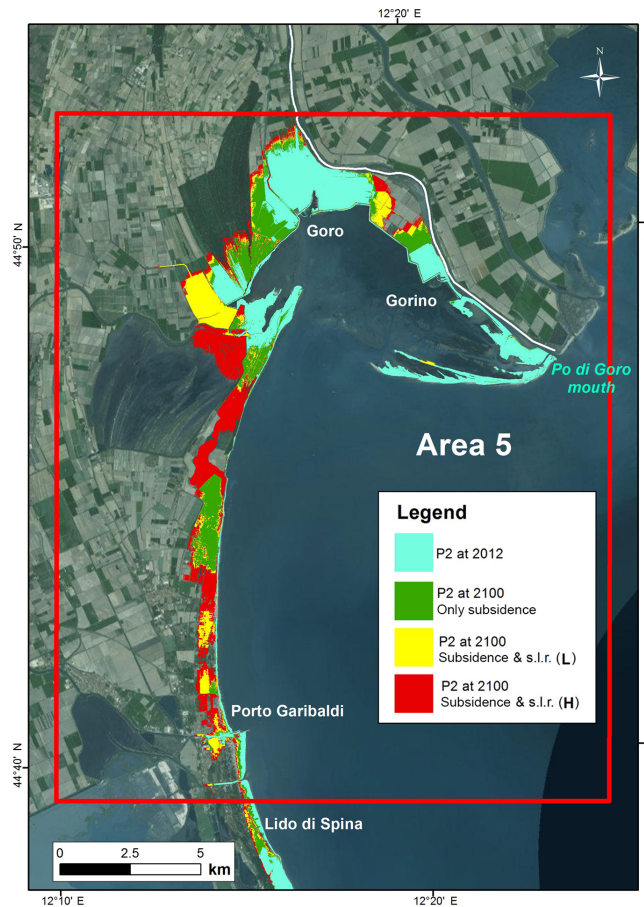 12°20' E
N
44°50' N
Goro
Gorino
Po di Goro
mouth
Area 5
Legend
P2 at 2012
P2 at 2100
Only subsidence
P2 at 2100
Subsidence & s.l.r. (L)
P2 at 2100
Subsidence & s.l.r. (H)
Porto Garibaldi
44°40' N
Lido di Spina
0 2.5 5
km
12°10' E
12°20' E